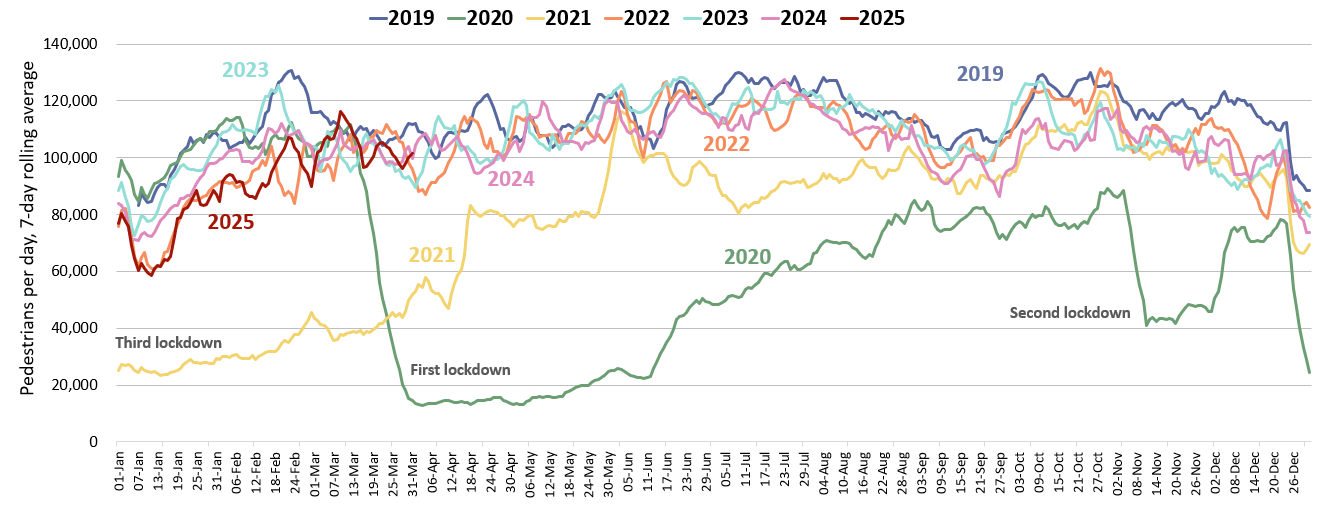 2019 2020 2021 2022 2023 2024 2025
Pedestrians per day, 7-day rolling average
140,000
120,000
100,000
80,000
60,000
40,000
20,000
0
2023
2019
2022
2024
2025
2021
2020
Third lockdown
First lockdown
Second lockdown
01-Jan 07-Jan 13-Jan 19-Jan 25-Jan 31-Jan 06-Feb 12-Feb 18-Feb 24-Feb 01-Mar 07-Mar 13-Mar 19-Mar 25-Mar 31-Mar 06-Apr 12-Apr 18-Apr 24-Apr 30-Apr 06-May 12-May 18-May 24-May 30-May 05-Jun 11-Jun 17-Jun 23-Jun 29-Jun 05-Jul 11-Jul 17-Jul 23-Jul 29-Jul 04-Aug 10-Aug 16-Aug 22-Aug 28-Aug 03-Sep 09-Sep 15-Sep 21-Sep 27-Sep 03-Oct 09-Oct 15-Oct 21-Oct 27-Oct 02-Nov 08-Nov 14-Nov 20-Nov 26-Nov 02-Dec 08-Dec 14-Dec 20-Dec 26-Dec